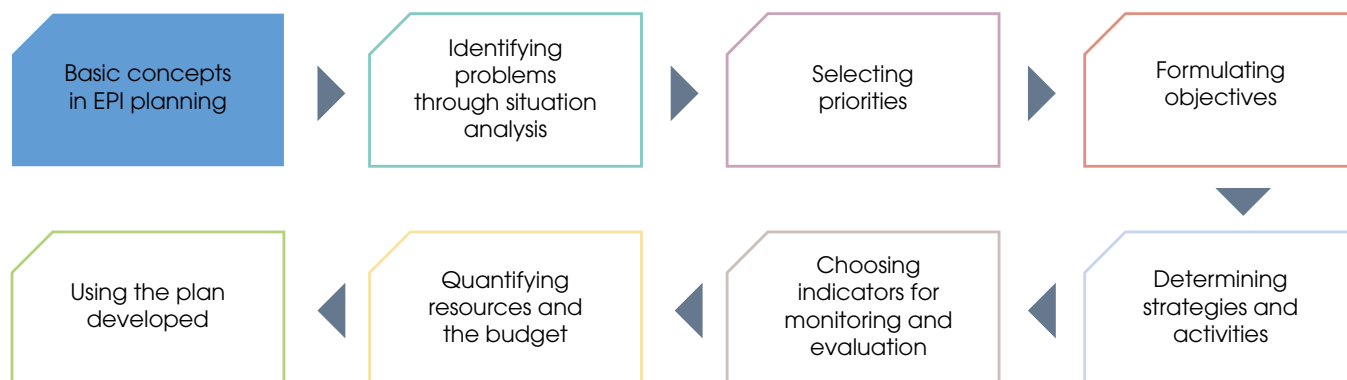 Basic concepts
in EPI planning
Identifying
problems
through situation
analysis
Selecting
priorities
Formulating
objectives
Determining
strategies and
activities
Choosing
indicators for
monitoring and
evaluation
Quantifying
resources and
the budget
Using the plan
developed